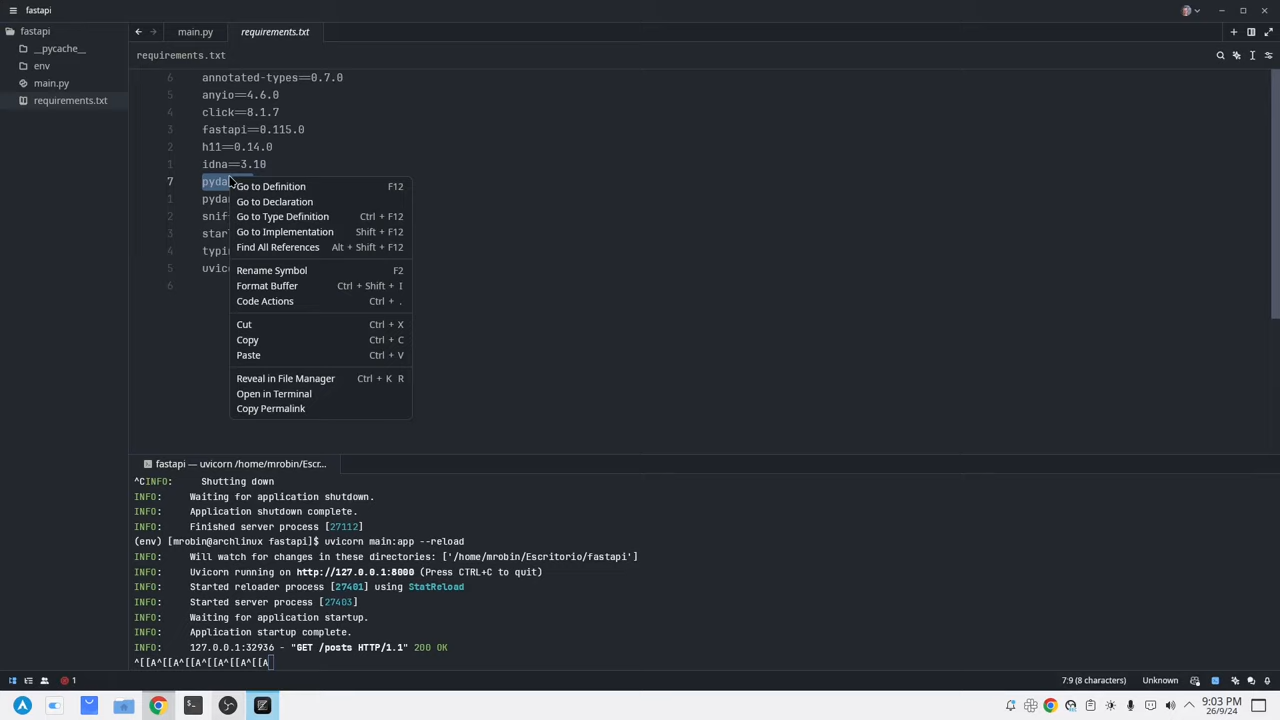 fastapi
fastapi
__pycache__
env
main.py
requirements.txt
main.py
requirements.txt
requirements.txt
6 annotated-types==0.7.0
5 anyio==4.6.0
4 click==8.1.7
3 fastapi==0.115.0
2 h11==0.14.0
1 idna==3.10
7
1
2
3
4
5
6
Go to Definition F12
Go to Declaration
Go to Type Definition Ctrl + F12
Go to Implementation Shift + F12
Find All References Alt + Shift + F12
Rename Symbol F2
Format Buffer Ctrl + Shift + I
Code Actions Ctrl + .
Cut Ctrl + X
Copy Ctrl + C
Paste Ctrl + V
Reveal in File Manager Ctrl + K R
Open in Terminal
Copy Permalink
fastapi — uvicorn /home/mrobin/Escr...
^CINFO: Shutting down
INFO: Waiting for application shutdown.
INFO: Application shutdown complete.
INFO: Finished server process [27112]
(env) [mrobin@archlinux fastapi]$ uvicorn main:app --reload
INFO: Will watch for changes in these directories: ['/home/mrobin/Escritorio/fastapi']
INFO: Uvicorn running on http://127.0.0.1:8000 (Press CTRL+C to quit)
INFO: Started reloader process [27401] using StatReload
INFO: Started server process [27403]
INFO: Waiting for application startup.
INFO: Application startup complete.
INFO: 127.0.0.1:32936 - "GET /posts HTTP/1.1" 200 OK
^[[A^[[A^[[A^[[A^[[A^[[A
1
7:9 (8 characters)
Unknown
9:03 PM
26/9/24